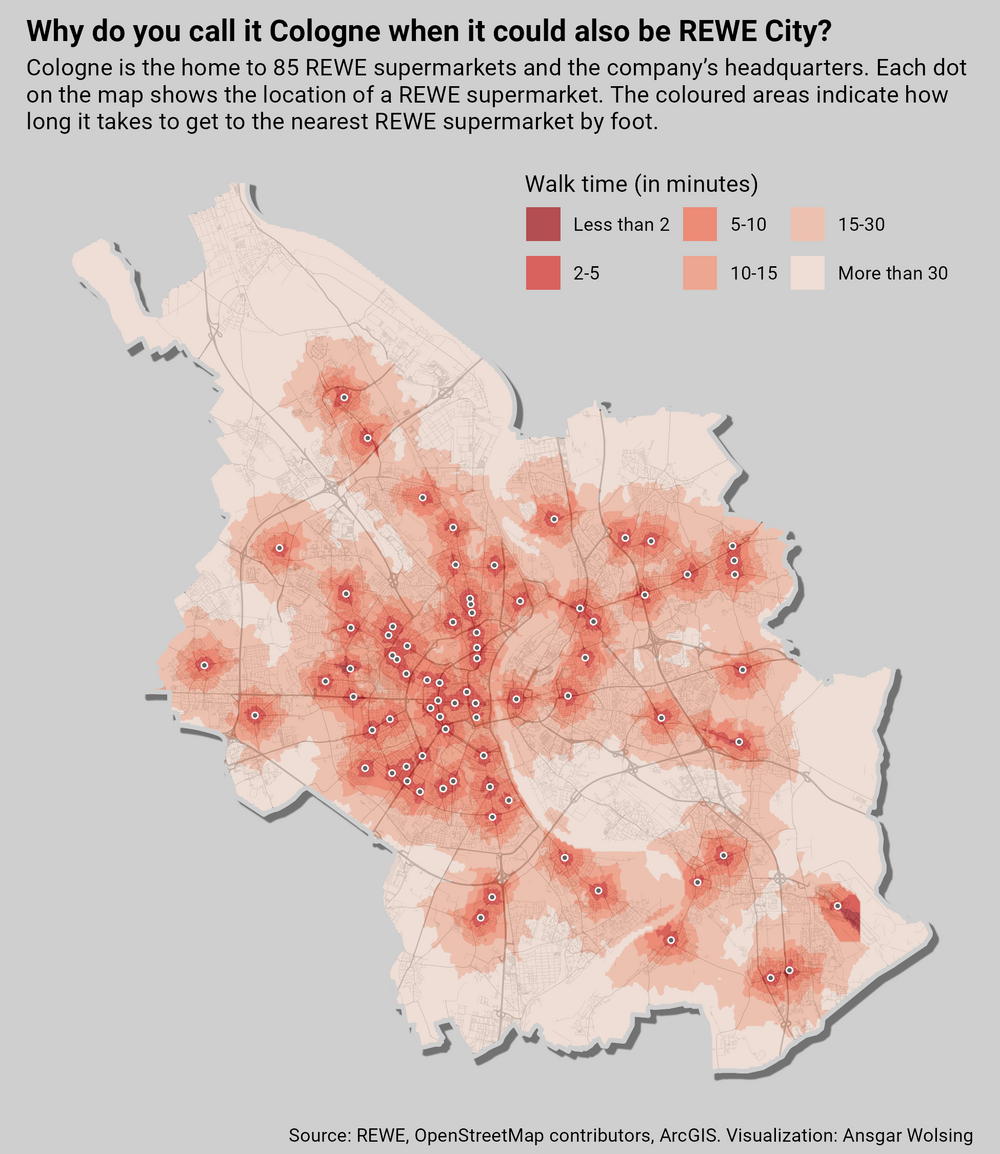 Why do you call it Cologne when it could also be REWE City?
Cologne is the home to 85 REWE supermarkets and the company’s headquarters. Each dot
on the map shows the location of a REWE supermarket. The coloured areas indicate how
long it takes to get to the nearest REWE supermarket by foot.
Walk time (in minutes)
Less than 2
5-10
15-30
2-5
10-15
More than 30
Source: REWE, OpenStreetMap contributors, ArcGIS. Visualization: Ansgar Wolsing